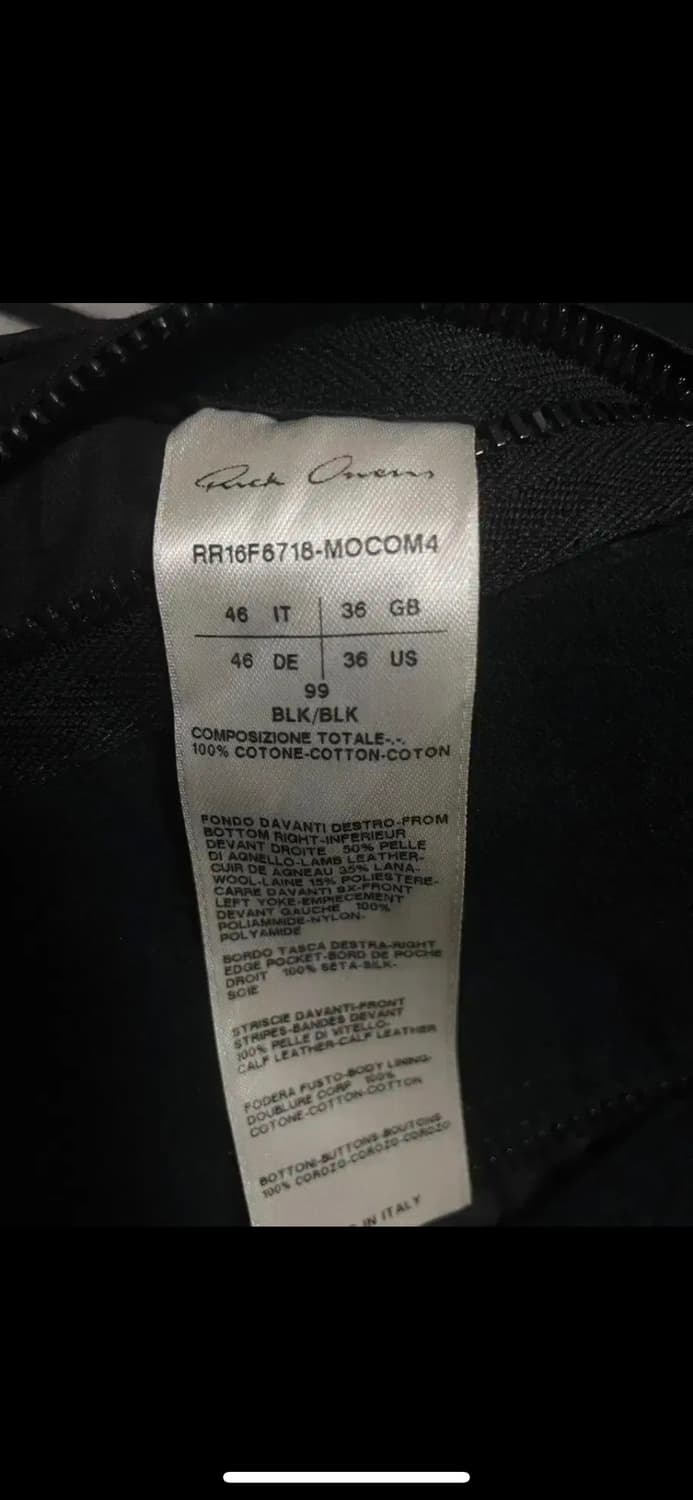 Rick Owens
RR16F6718-MOCOM4
46 IT 36 GB
46 DE 36 US
99
BLK/BLK
COMPOSIZIONE TOTALE-.-.
100% COTONE-COTTON-COTON
FONDO DAVANTI DESTRO-FROM
BOTTOM RIGHT-INFERIEUR
DEVANT DROITE 50% PELLE
DI AGNELLO-LAMB LEATHER-
CUIR DE AGNEAU 35% LANA-
WOOL-LAINE 15% POLIESTERE-
CARRE DAVANTI SX-FRONT
LEFT YOKE-EMPIECEMENT
DEVANT GAUCHE 100%
POLIAMMIDE-NYLON-
POLYAMIDE
BORDO TASCA DESTRA-RIGHT
EDGE POCKET-BORD DE POCHE
DROIT 100% SETA-SILK-
SOIE
STRISCIE DAVANTI-FRONT
STRIPES-BANDES DEVANT
100% PELLE DI VITELLO-
CALF LEATHER-CALF LEATHER
FODERA FUSTO-BODY LINING-
DOUBLURE CORP 100%
COTONE-COTTON-COTTON
BOTTONI-BUTTONS-BOUTONS
100% COROZO-COROZO-COROZO
IN ITALY